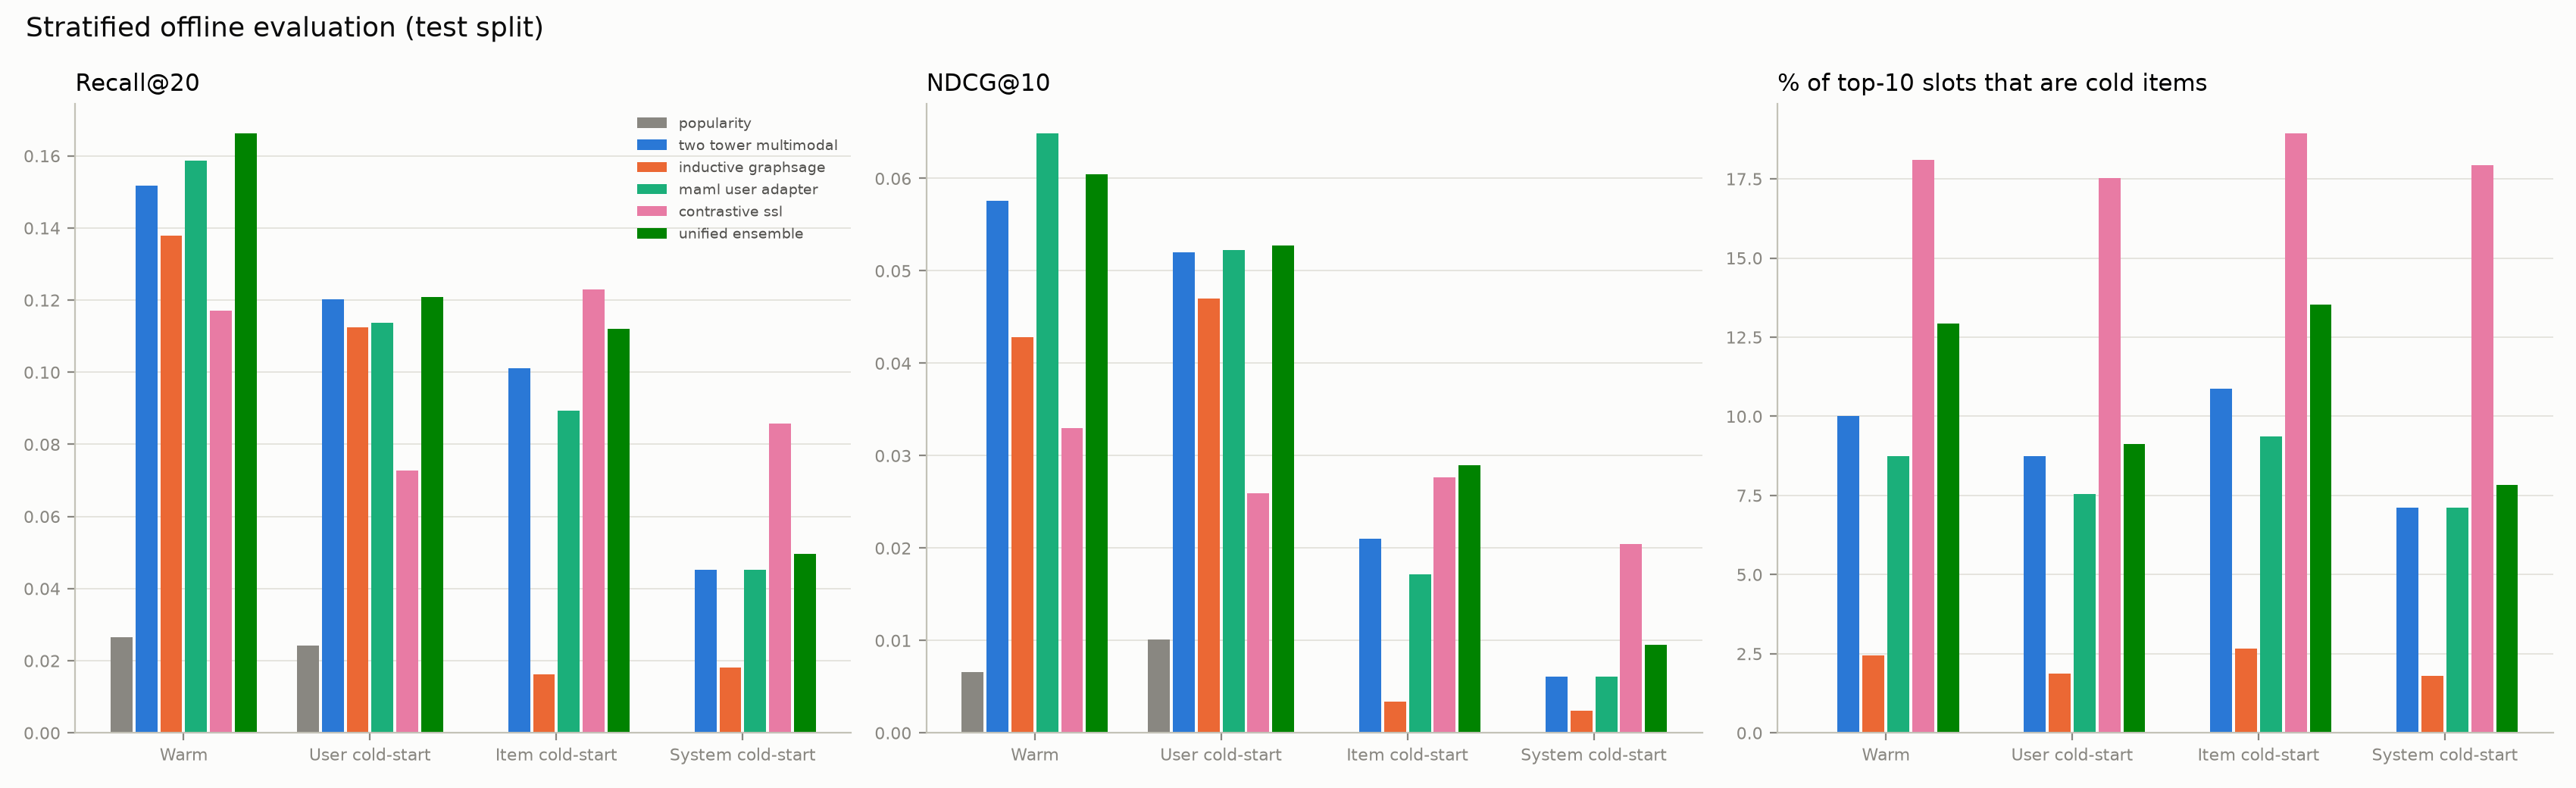 Stratified offline evaluation (test split)
Recall@20
0.16
0.14
0.12
0.10
0.08
0.06
0.04
0.02
0.00
popularity
two tower multimodal
inductive graphsage
maml user adapter
contrastive ssl
unified ensemble
Warm
User cold-start
Item cold-start
System cold-start
NDCG@10
0.06
0.05
0.04
0.03
0.02
0.01
0.00
Warm
User cold-start
Item cold-start
System cold-start
% of top-10 slots that are cold items
17.5
15.0
12.5
10.0
7.5
5.0
2.5
0.0
Warm
User cold-start
Item cold-start
System cold-start